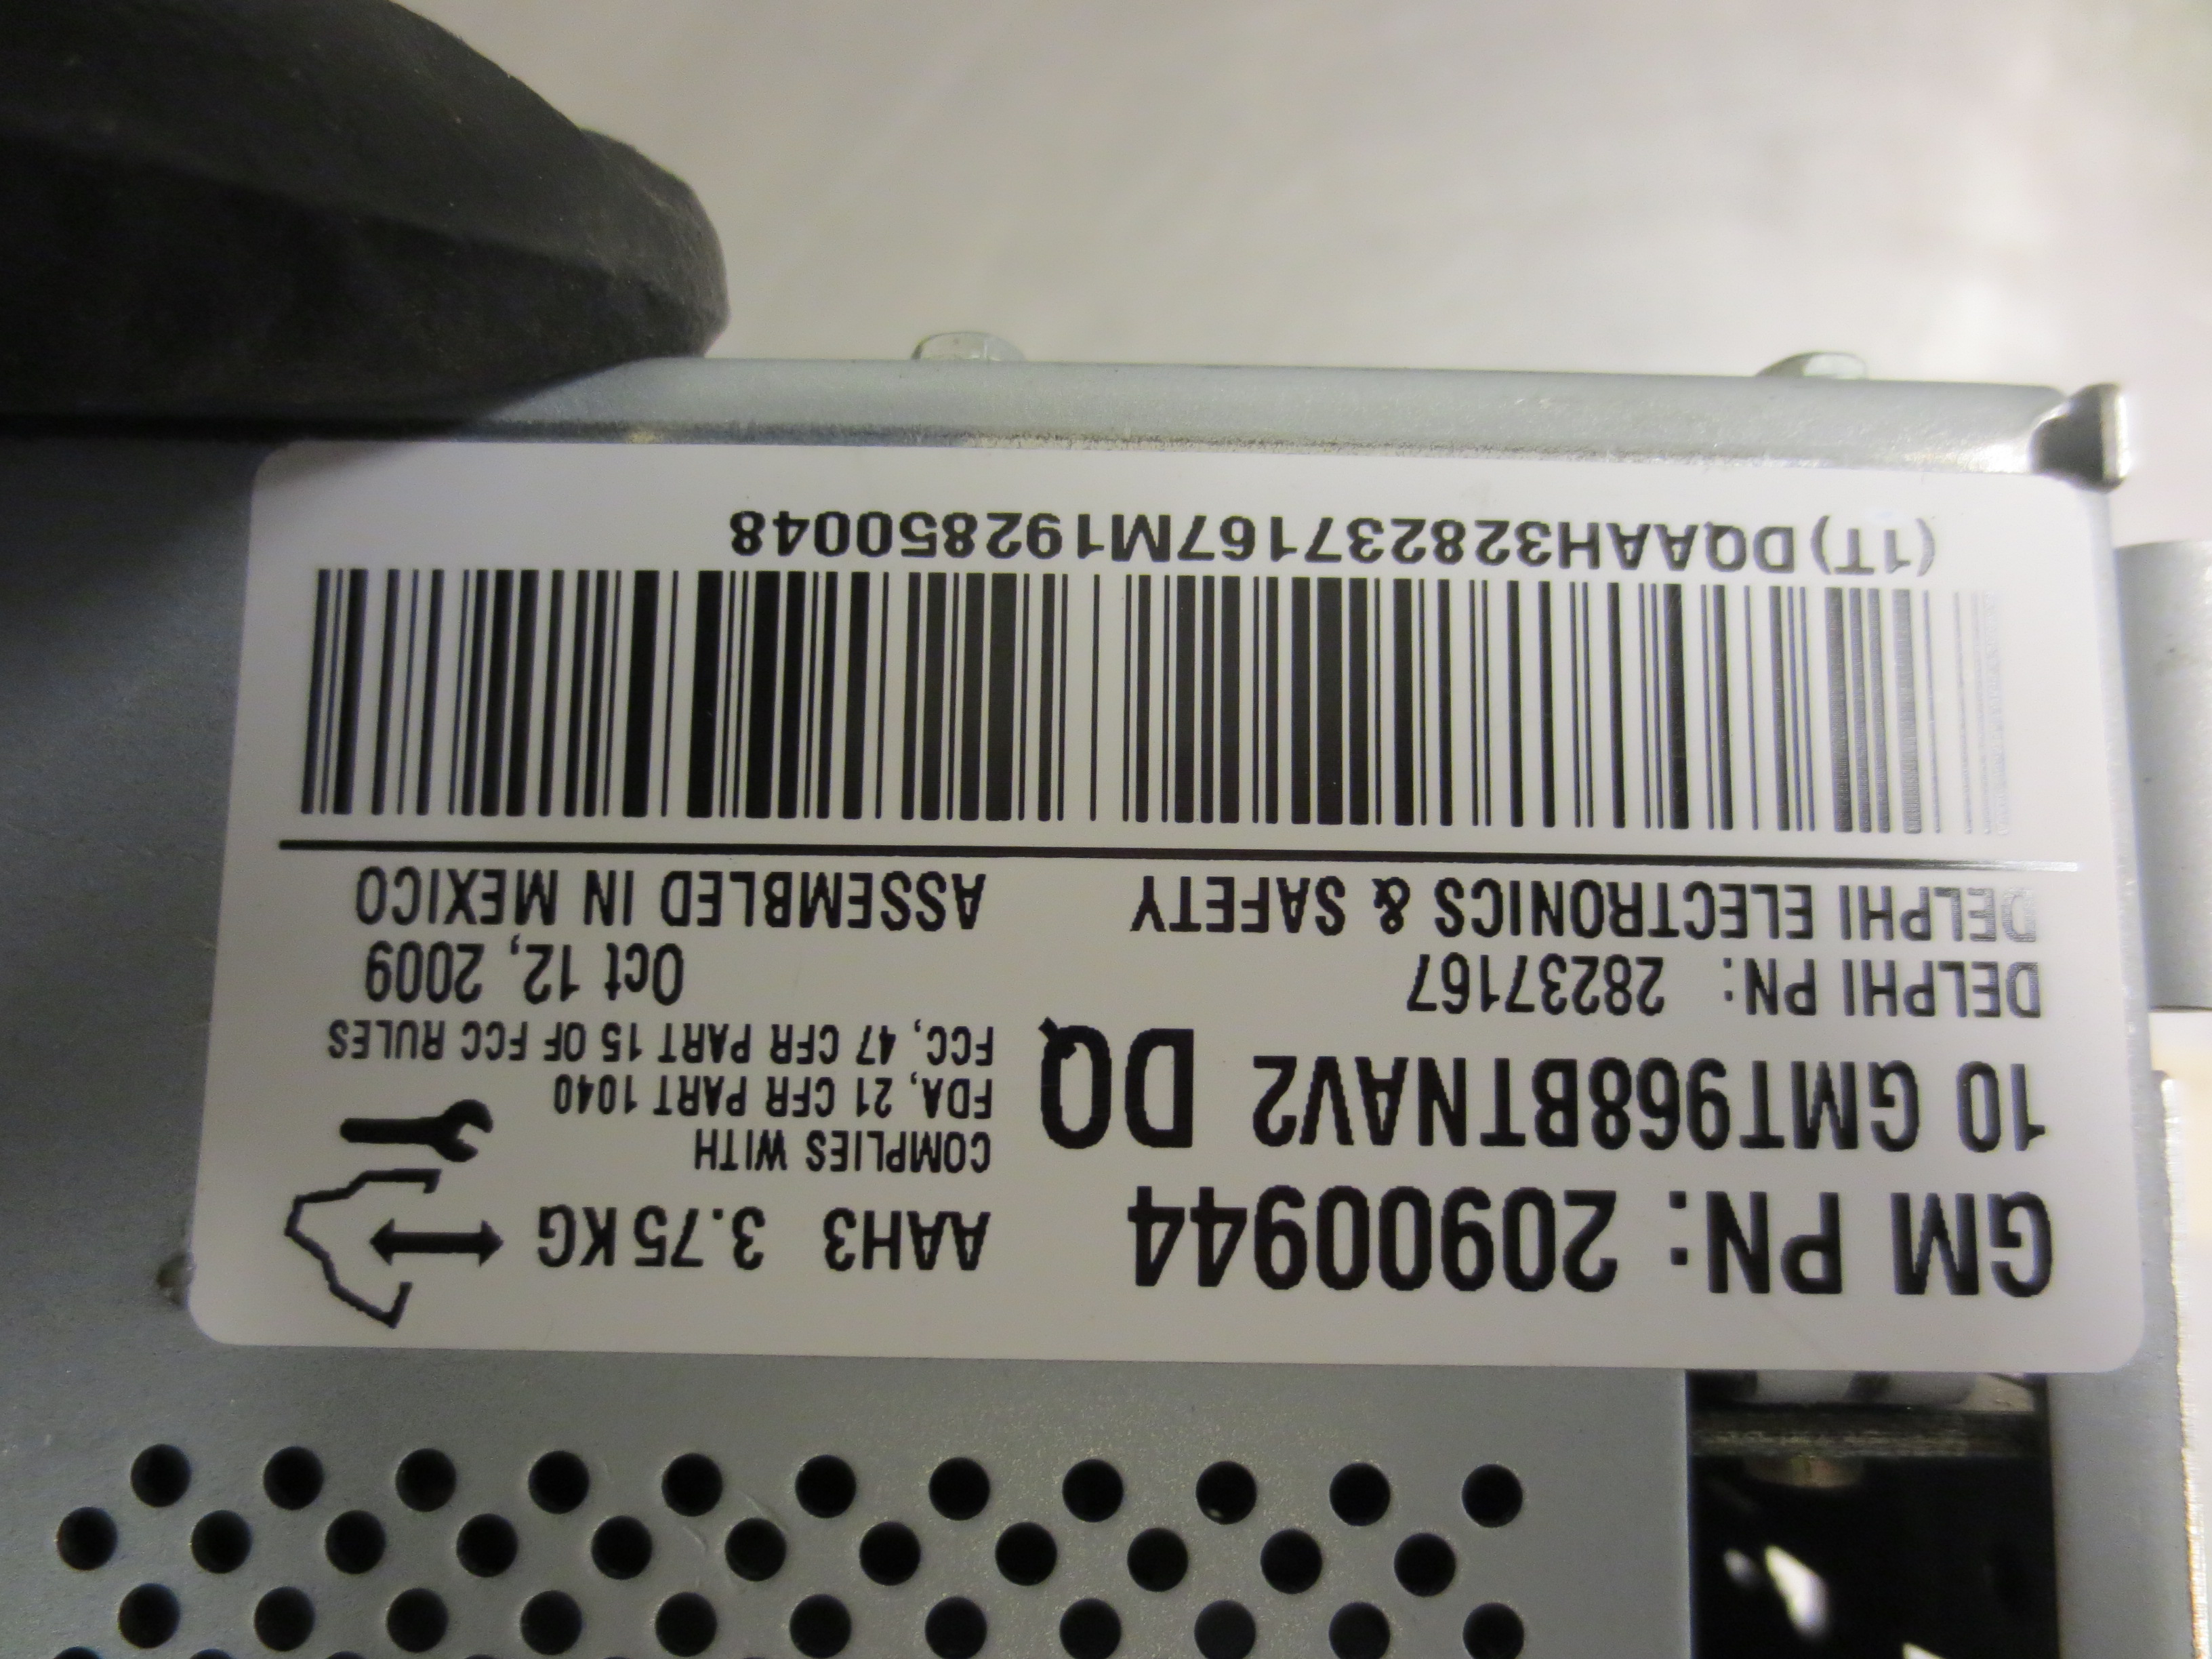 GM PN: 20900944
10 GMT968BTNAV2 DQ
DELPHI PN: 28237167
DELPHI ELECTRONICS & SAFETY
AAH3 3.75KG
COMPLIES WITH
FDA, 21 CFR PART 1040
FCC, 47 CFR PART 15 OF FCC RULES
Oct 12, 2009
ASSEMBLED IN MEXICO
(1T) DQAAH328237167M192850048